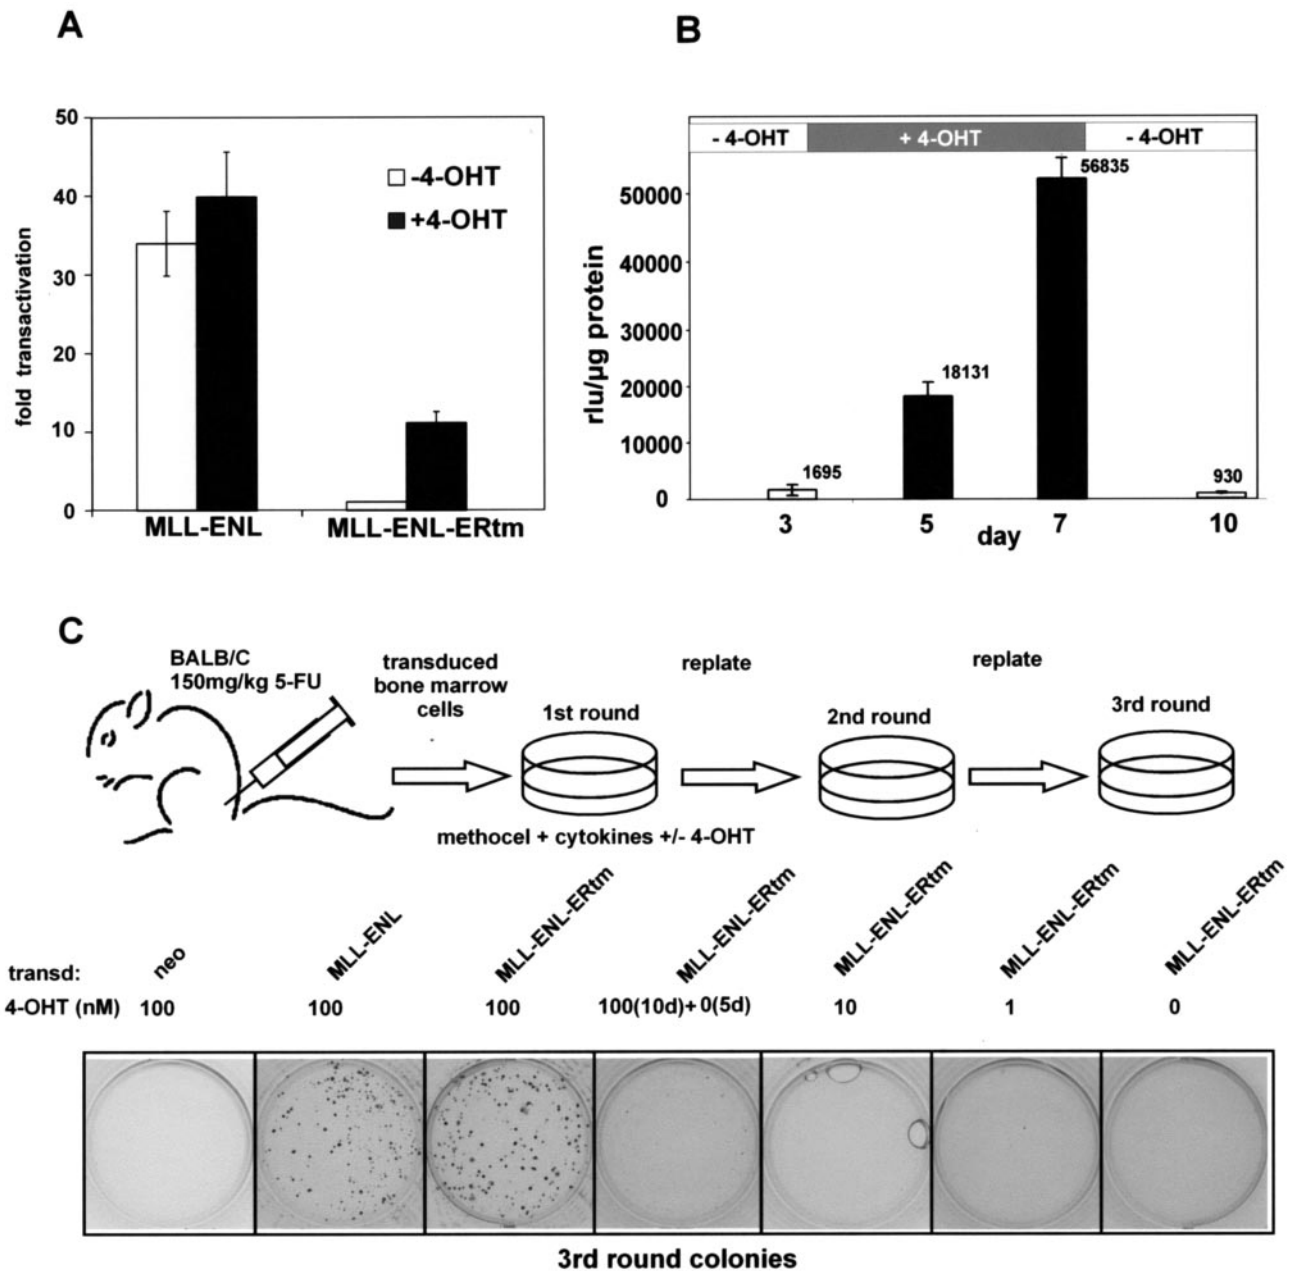 A
50
40
30
20
10
0
fold transactivation
-4-OHT
+4-OHT
MLL-ENL
MLL-ENL-ERtm
B
- 4-OHT
+ 4-OHT
- 4-OHT
50000
40000
30000
20000
10000
0
rlu/µg protein
1695
18131
56835
930
3
5
7
10
day
C
BALB/C
150mg/kg 5-FU
transduced
bone marrow
cells
replate
replate
1st round
2nd round
3rd round
methocel + cytokines +/- 4-OHT
transd:
neo
MLL-ENL
MLL-ENL-ERtm
MLL-ENL-ERtm
MLL-ENL-ERtm
MLL-ENL-ERtm
MLL-ENL-ERtm
4-OHT (nM) 100 100 100 100(10d)+0(5d) 10 1 0
3rd round colonies